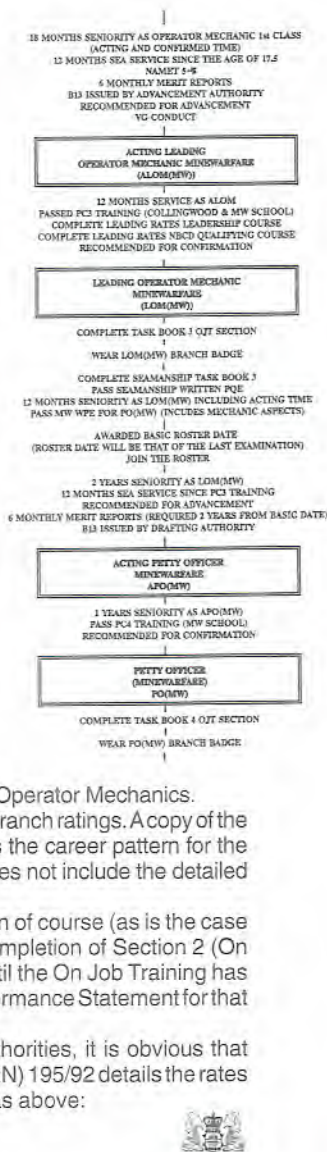 18 MONTHS SENIORITY AS OPERATOR MECHANIC 1st CLASS
(ACTING AND CONFIRMED TIME)
12 MONTHS SEA SERVICE SINCE THE AGE OF 17.5
NAMET 5-5
6 MONTHLY MERIT REPORTS
B13 ISSUED BY ADVANCEMENT AUTHORITY
RECOMMENDED FOR ADVANCEMENT
VG CONDUCT
ACTING LEADING
OPERATOR MECHANIC MINEWARFARE
(ALOM(MW))
12 MONTHS SERVICE AS ALOM
PASSED PC3 TRAINING (COLLINGWOOD & MW SCHOOL)
COMPLETE LEADING RATES LEADERSHIP COURSE
COMPLETE LEADING RATES NBCD QUALIFYING COURSE
RECOMMENDED FOR CONFIRMATION
LEADING OPERATOR MECHANIC
MINEWARFARE
(LOM(MW))
COMPLETE TASK BOOK 3 OJT SECTION
WEAR LOM(MW) BRANCH BADGE
COMPLETE SEAMANSHIP TASK BOOK 3
PASS SEAMANSHIP WRITTEN PQE
12 MONTHS SENIORITY AS LOM(MW) INCLUDING ACTING TIME
PASS MW WPE FOR PO(MW) (INCUDES MECHANIC ASPECTS)
AWARDED BASIC ROSTER DATE
(ROSTER DATE WILL BE THAT OF THE LAST EXAMINATION)
JOIN THE ROSTER
2 YEARS SENIORITY AS LOM(MW)
12 MONTHS SEA SERVICE SINCE PC3 TRAINING
RECOMMENDED FOR ADVANCEMENT
6 MONTHLY MERIT REPORTS (REQUIRED 2 YEARS FROM BASIC DATE)
B13 ISSUED BY DRAFTING AUTHORITY
ACTING PETTY OFFICER
MINEWARFARE
APO(MW)
1 YEARS SENIORITY AS APO(MW)
PASS PC4 TRAINING (MW SCHOOL)
RECOMMENDED FOR CONFIRMATION
PETTY OFFICER
(MINEWARFARE)
PO(MW)
COMPLETE TASK BOOK 4 OJT SECTION
WEAR PO(MW) BRANCH BADGE
Operator Mechanics.
ranch ratings. A copy of the
s the career pattern for the
es not include the detailed
n of course (as is the case
mpletion of Section 2 (On
til the On Job Training has
ormance Statement for that
horities, it is obvious that
N) 195/92 details the rates
as above: